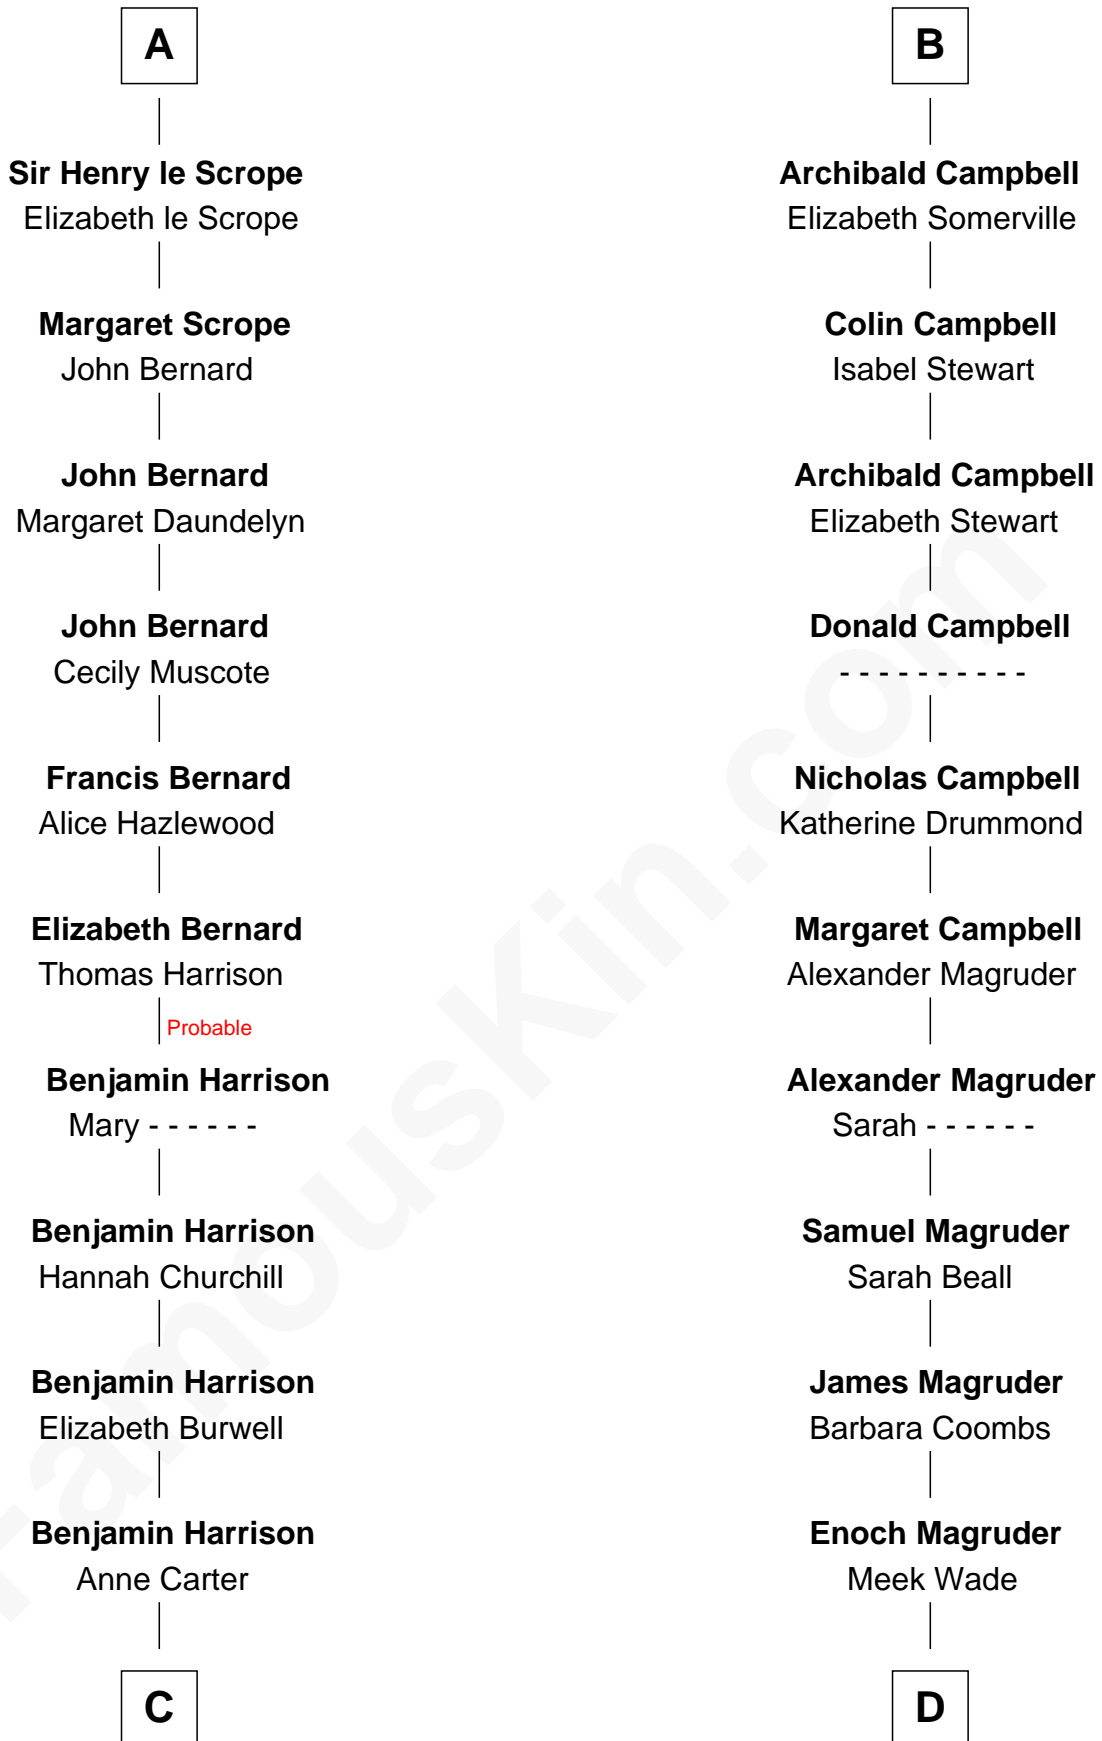 A
Sir Henry le Scrope
Elizabeth le Scrope
Margaret Scrope
John Bernard
John Bernard
Margaret Daundelyn
John Bernard
Cecily Muscote
Francis Bernard
Alice Hazlewood
Elizabeth Bernard
Thomas Harrison
Probable
Benjamin Harrison
Mary - - - - - -
Benjamin Harrison
Hannah Churchill
Benjamin Harrison
Elizabeth Burwell
Benjamin Harrison
Anne Carter
C
B
Archibald Campbell
Elizabeth Somerville
Colin Campbell
Isabel Stewart
Archibald Campbell
Elizabeth Stewart
Donald Campbell
- - - - - - - - - -
Nicholas Campbell
Katherine Drummond
Margaret Campbell
Alexander Magruder
Alexander Magruder
Sarah - - - - - -
Samuel Magruder
Sarah Beall
James Magruder
Barbara Coombs
Enoch Magruder
Meek Wade
D
FamousKin.com